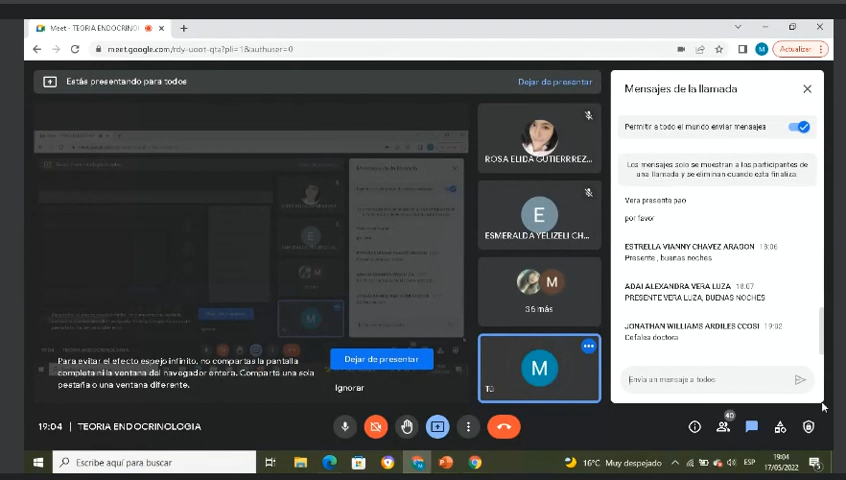 Meet - TEORIA ENDOCRINO
meet.google.com/rdy-uoot-qta?pli=1&authuser=0
M
Actualizar
Estás presentando para todos
Dejar de presentar
ROSA ELIDA GUTIERRREZ...
E
ESMERALDA YELIZELI CH...
M
36 más
M
Tú
Para evitar el efecto espejo infinito, no compartas la pantalla
completa ni la ventana del navegador entera. Comparte una sola
pestaña o una ventana diferente.
Dejar de presentar
Ignorar
Mensajes de la llamada
Permitir a todo el mundo enviar mensajes
Los mensajes solo se muestran a los participantes de
una llamada y se eliminan cuando esta finaliza
Vera presenta pao
por favor
ESTRELLA VIANNY CHAVEZ ARAGON 18:06
Presente , buenas noches
ADAI ALEXANDRA VERA LUZA 18:07
PRESENTE VERA LUZA, BUENAS NOCHES
JONATHAN WILLIAMS ARDILES CCOSI 19:02
Cefalea doctora
Envía un mensaje a todos
19:04 | TEORIA ENDOCRINOLOGIA
40
Escribe aquí para buscar
16°C Muy despejado
ESP
19:04
17/05/2022